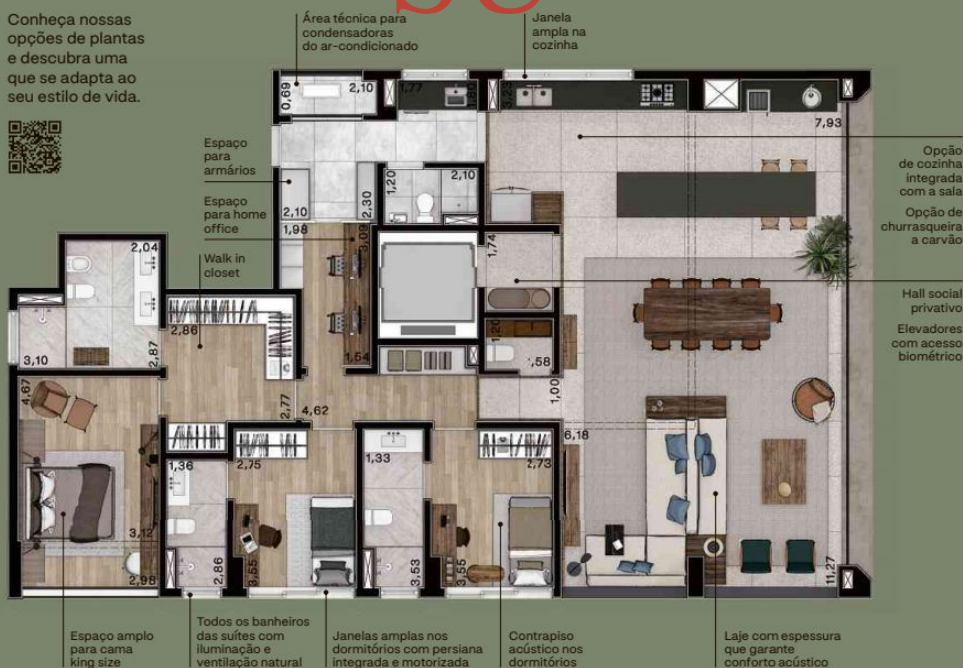 SC
Conheça nossas
opções de plantas
e descubra uma
que se adapta ao
seu estilo de vida.
Área técnica para
condensadoras
do ar-condicionado
Janela
ampla na
cozinha
Espaço
para
armários
Espaço
para home
office
Walk in
closet
Opção
de cozinha
integrada
com a sala
Opção de
churrasqueira
a carvão
Hall social
privativo
Elevadores
com acesso
biométrico
0,69
2,10
1,77
3,23
7,93
2,10
2,30
1,20
2,10
1,98
3,09
1,74
2,04
2,86
3,10
2,87
1,54
1,20
1,58
4,67
2,77
4,62
1,00
6,18
1,36
2,75
1,33
2,73
3,12
2,98
2,86
3,55
3,53
3,55
11,27
Espaço amplo
para cama
king size
Todos os banheiros
das suítes com
iluminação e
ventilação natural
Janelas amplas nos
dormitórios com persiana
integrada e motorizada
Contrapiso
acústico nos
dormitórios
Laje com espessura
que garante
conforto acústico